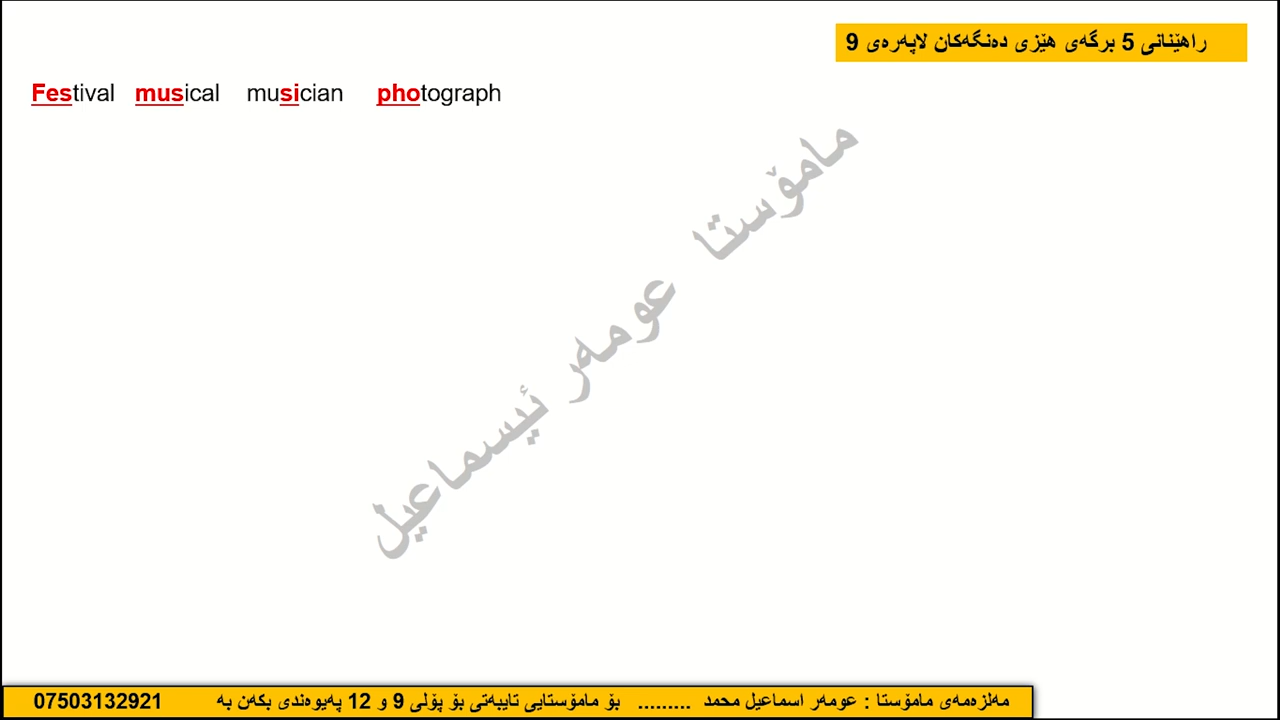 راهێنانی 5 برگەی هێزی دەنگەکان لاپەرەی 9
Festival musical musician photograph
مامۆستا عومەر ئیسماعیل
مەلزەمەی مامۆستا : عومەر اسماعیل محمد ......... بۆ مامۆستایی تایبەتی بۆ پۆلی 9 و 12 پەیوەندی بکەن بە 07503132921